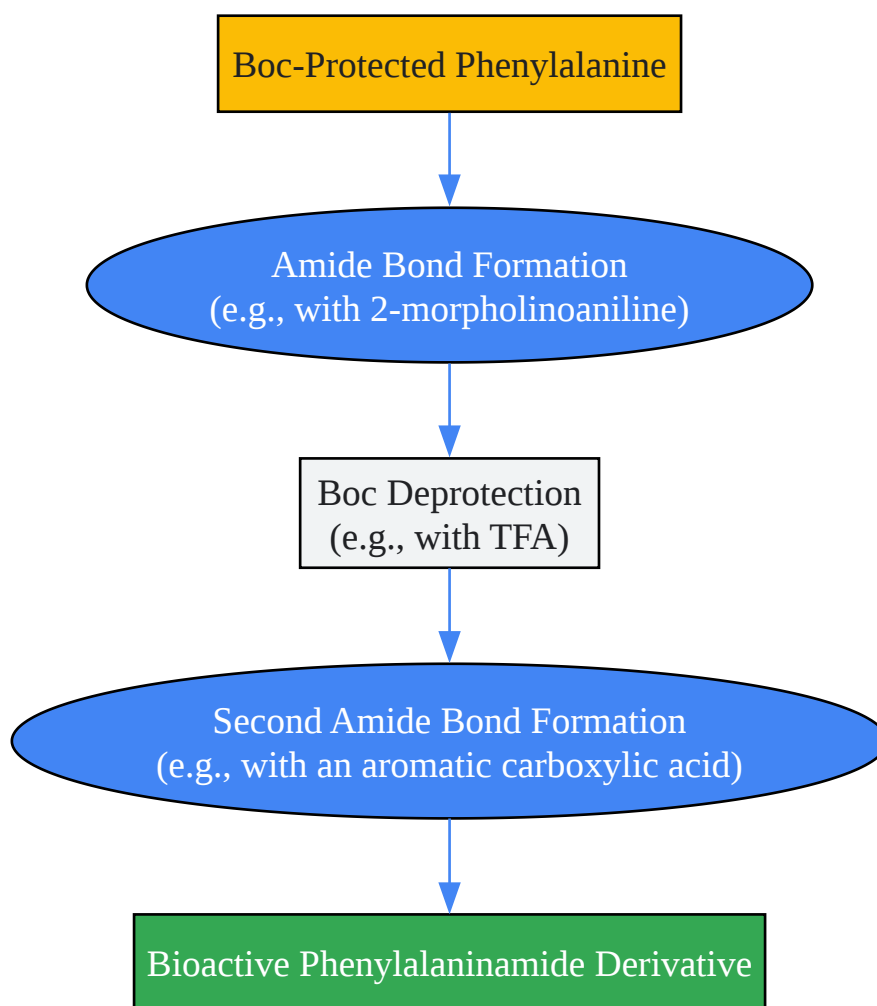 Boc-Protected Phenylalanine
Amide Bond Formation
(e.g., with 2-morpholinoaniline)
Boc Deprotection
(e.g., with TFA)
Second Amide Bond Formation
(e.g., with an aromatic carboxylic acid)
Bioactive Phenylalaninamide Derivative